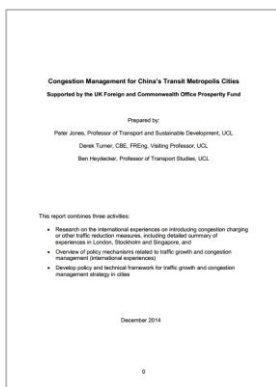 Congestion Management for China's Transit Metropolis Cities
Supported by the UK Foreign and Commonwealth Office Prosperity Fund
Prepared by:
Peter Jones, Professor of Transport and Sustainable Development, UCL
Derek Turner, CBE, FREng, Visiting Professor, UCL
Ben Heydecker, Professor of Transport Studies, UCL
This report combines three activities:
• Research on the international experiences on introducing congestion charging
or other traffic reduction measures, including detailed summary of
experiences in London, Stockholm and Singapore, and
• Overview of policy mechanisms related to traffic growth and congestion
management (international experiences)
• Develop policy and technical framework for traffic growth and congestion
management strategy in cities
December 2014
0